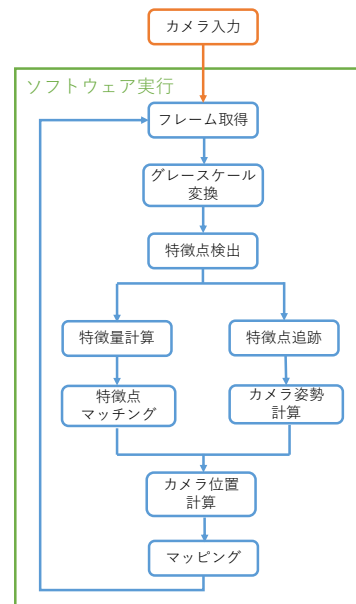 カメラ入力
ソフトウェア実行
フレーム取得
グレースケール
変換
特徴点検出
特徴量計算
特徴点追跡
特徴点
マッチング
カメラ姿勢
計算
カメラ位置
計算
マッピング